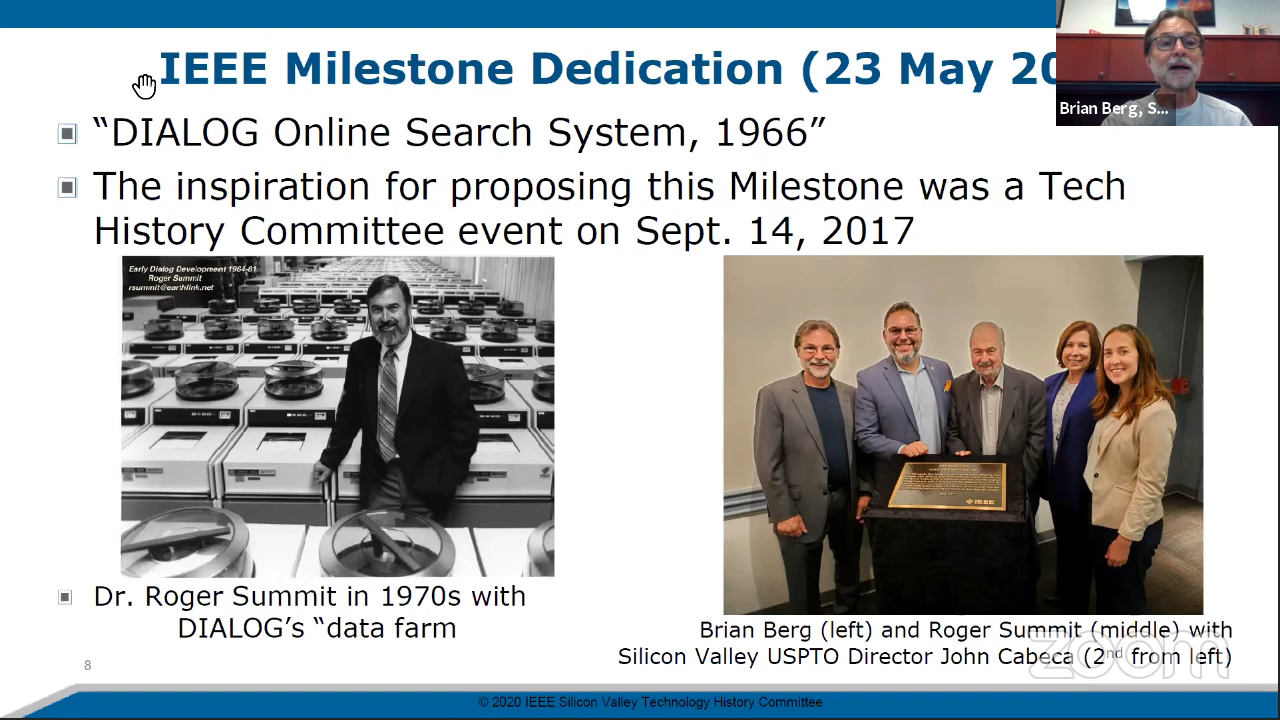 IEEE Milestone Dedication (23 May 20
Brian Berg, S...
“DIALOG Online Search System, 1966”
The inspiration for proposing this Milestone was a Tech
History Committee event on Sept. 14, 2017
Early Dialog Development 1964-81
Roger Summit
rsummit@earthlink.net
IEEE
Dr. Roger Summit in 1970s with
DIALOG’s “data farm
Brian Berg (left) and Roger Summit (middle) with
Silicon Valley USPTO Director John Cabeca (2nd from left)
zoom
8
© 2020 IEEE Silicon Valley Technology History Committee